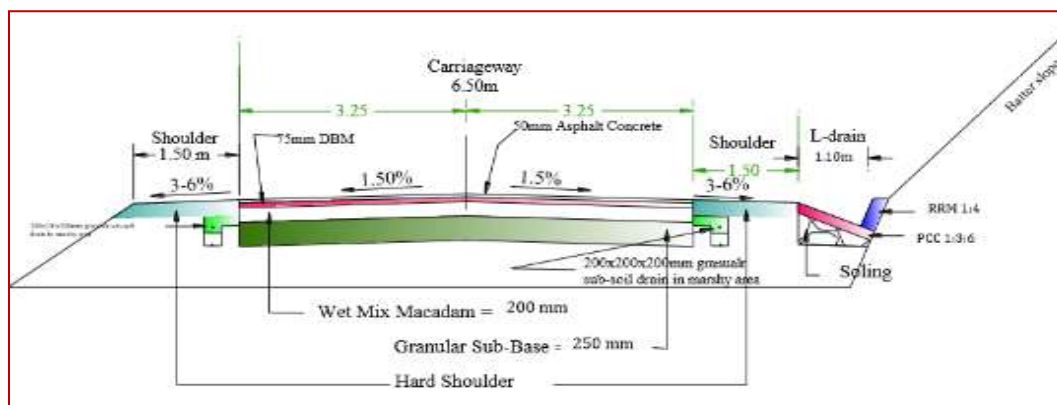 Carriageway
6.50m
3.25
3.25
Shoulder
1.50 m
75mm DBM
50mm Asphalt Concrete
Shoulder
1.50
L-drain
1.10m
Batter slope
3-6%
1.50%
1.5%
3-6%
RRM 1:4
PCC 1:3:6
Soling
200x200x200mm granualr
sub-soil drain in marshy area
Wet Mix Macadam = 200 mm
Granular Sub-Base = 250 mm
Hard Shoulder